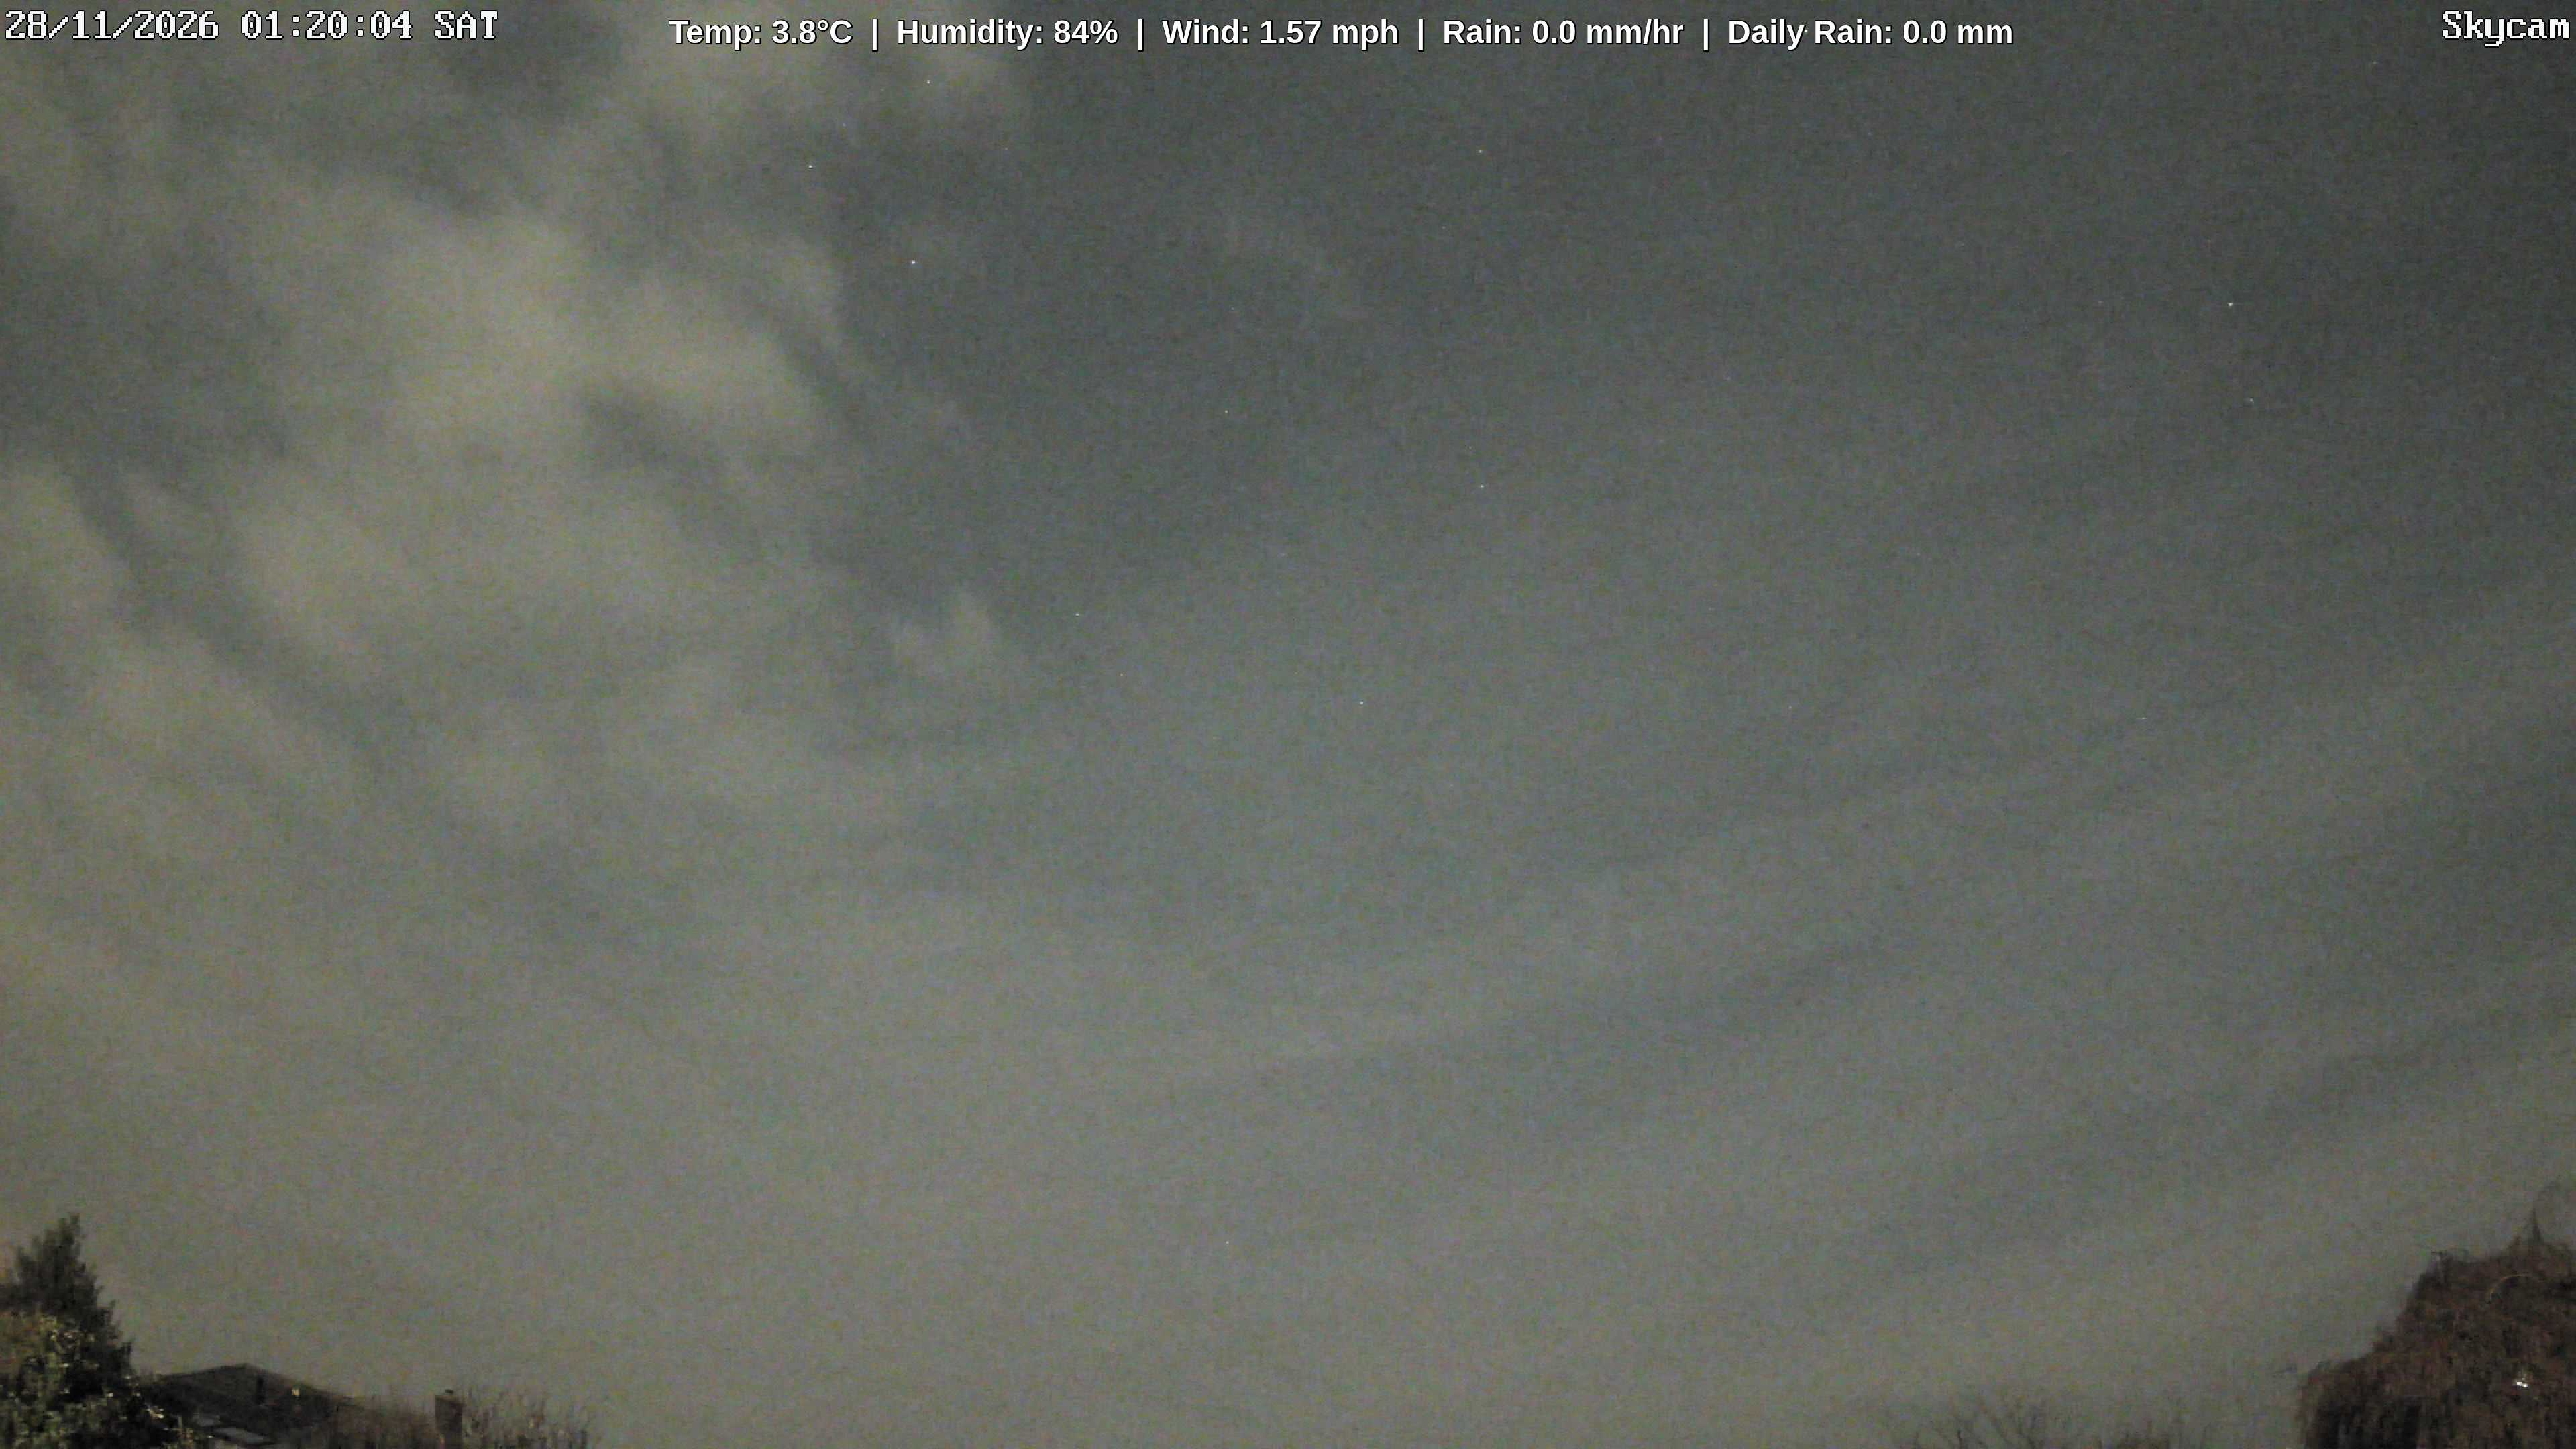 28/11/2026 01:20:04 SAT
Temp: 3.8°C | Humidity: 84% | Wind: 1.57 mph | Rain: 0.0 mm/hr | Daily Rain: 0.0 mm
Skycam